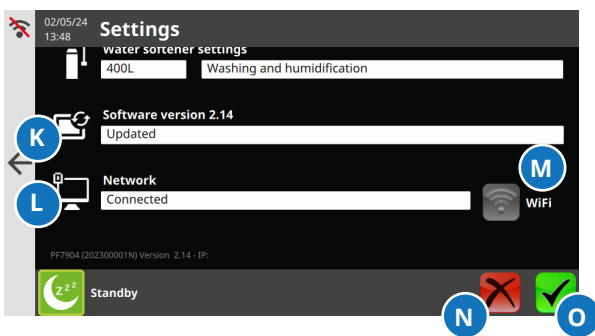 02/05/24
13:48
Settings
Water softener settings
400L
Washing and humidification
K
Software version 2.14
Updated
M
L
Network
Connected
WiFi
PF7904 (202300001N) Version 2.14 - IP:
zzz
Standby
N
O